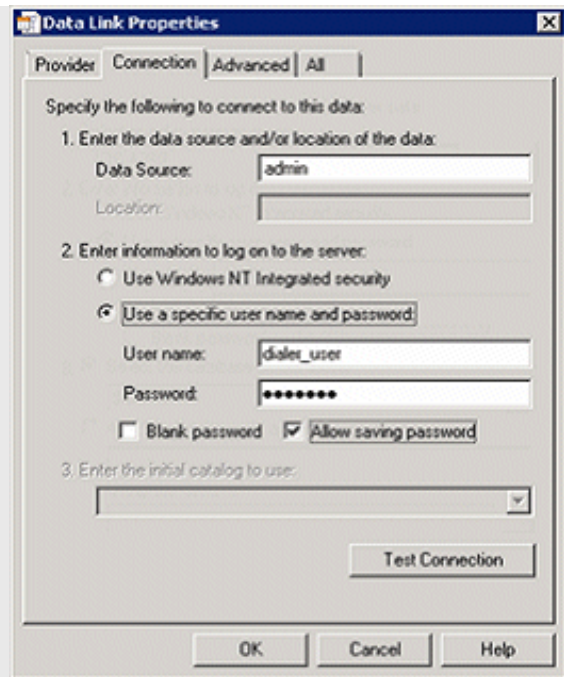 Data Link Properties
Provider Connection Advanced All
Specify the following to connect to this data:
1. Enter the data source and/or location of the data:
Data Source: admin
Location:
2. Enter information to log on to the server:
Use Windows NT Integrated security
Use a specific user name and password:
User name: dialer_user
Password: •••••••
Blank password Allow saving password
3. Enter the initial catalog to use:
Test Connection
OK Cancel Help